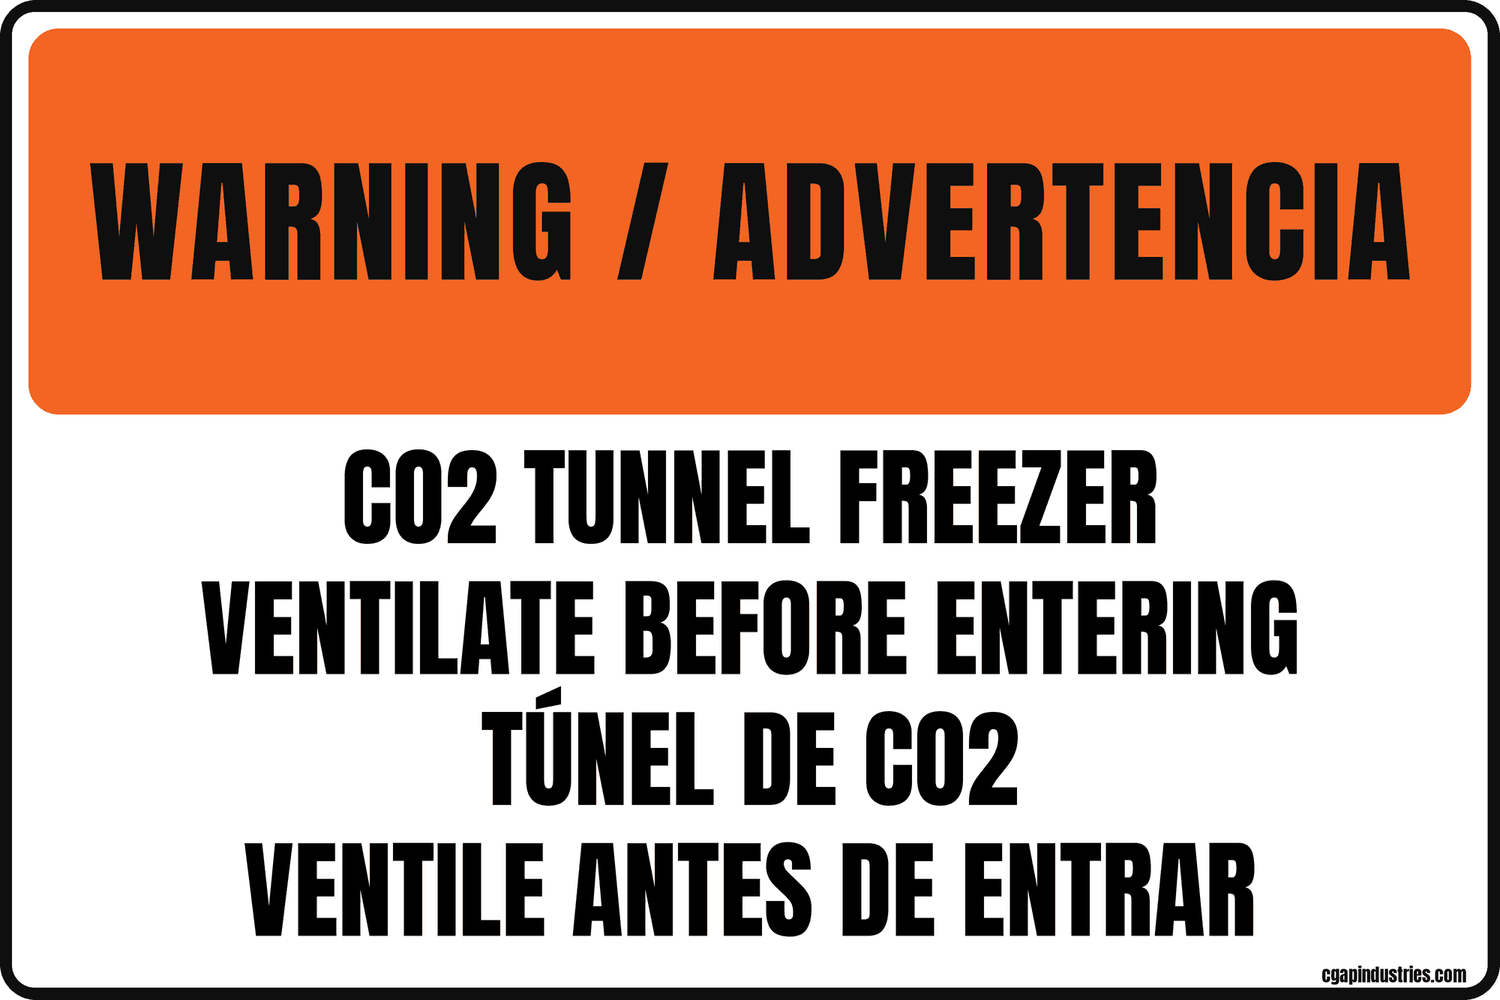 WARNING / ADVERTENCIA
CO2 TUNNEL FREEZER
VENTILATE BEFORE ENTERING
TÚNEL DE CO2
VENTILE ANTES DE ENTRAR
cgapindustries.com